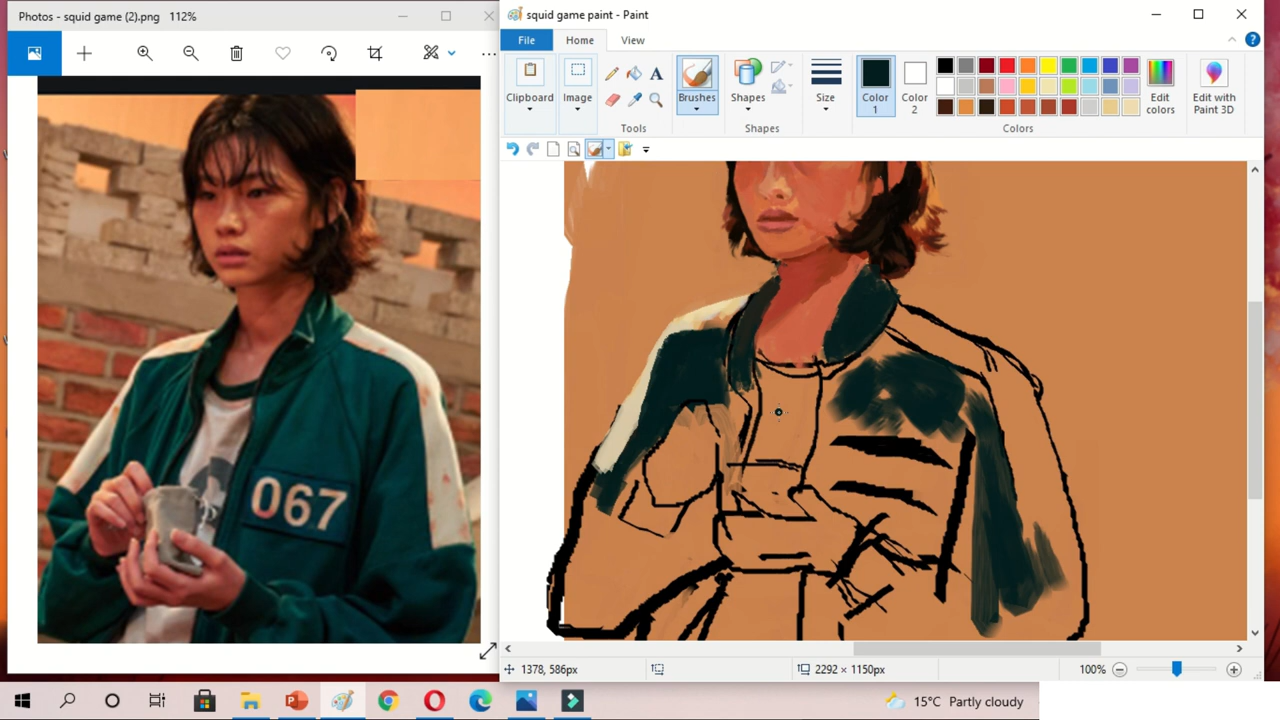 Photos - squid game (2).png 112%
squid game paint - Paint
File Home View
Clipboard
Image
Tools
Brushes
Shapes
Shapes
Size
Color 1
Color 2
Edit colors
Colors
Edit with Paint 3D
067
1378, 586px
2292 × 1150px
100%
15°C Partly cloudy